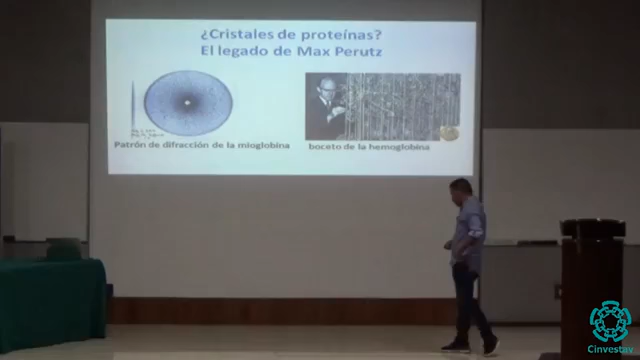 ¿Cristales de proteínas?
El legado de Max Perutz
Patrón de difracción de la mioglobina
boceto de la hemoglobina
Cinvestav